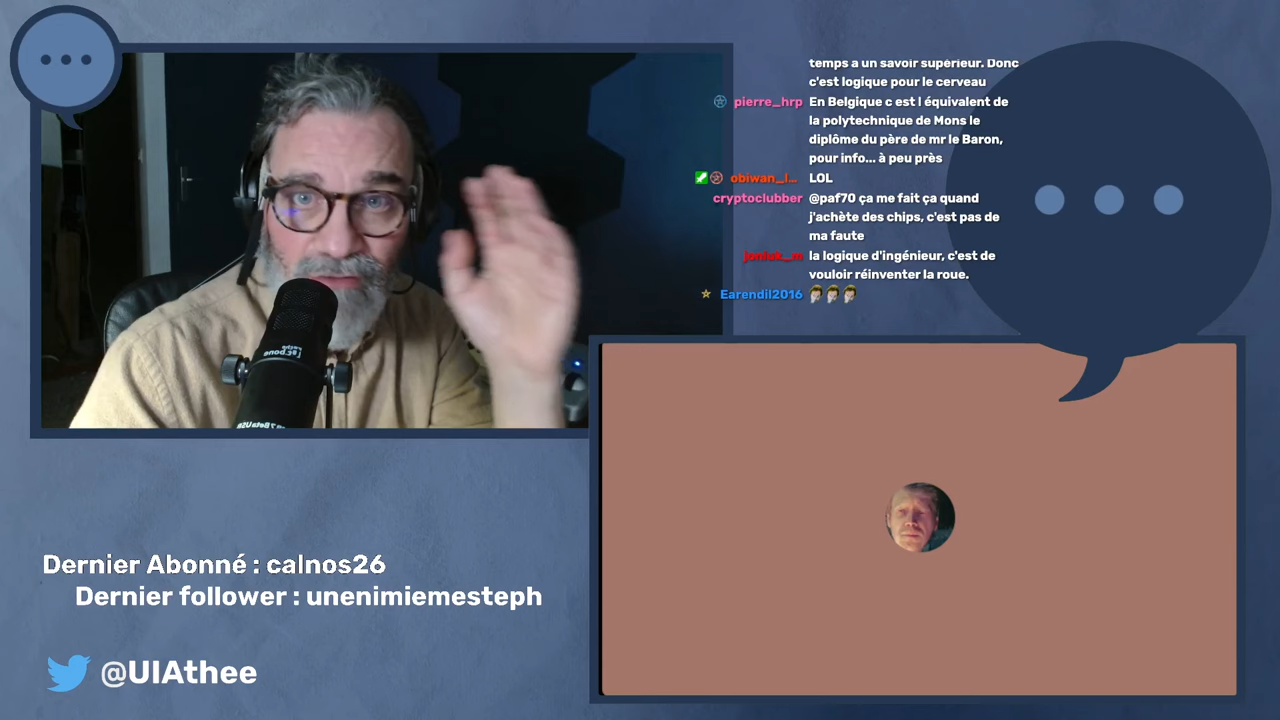 temps a un savoir supérieur. Donc
c'est logique pour le cerveau
pierre_hrp En Belgique c est l équivalent de
la polytechnique de Mons le
diplôme du père de mr le Baron,
pour info... à peu près
obiwan_l... LOL
cryptoclubber @paf70 ça me fait ça quand
j'achète des chips, c'est pas de
ma faute
joniuk_m la logique d'ingénieur, c'est de
vouloir réinventer la roue.
Earendil2016
Dernier Abonné : calnos26
Dernier follower : unenimiemesteph
@UIAthee